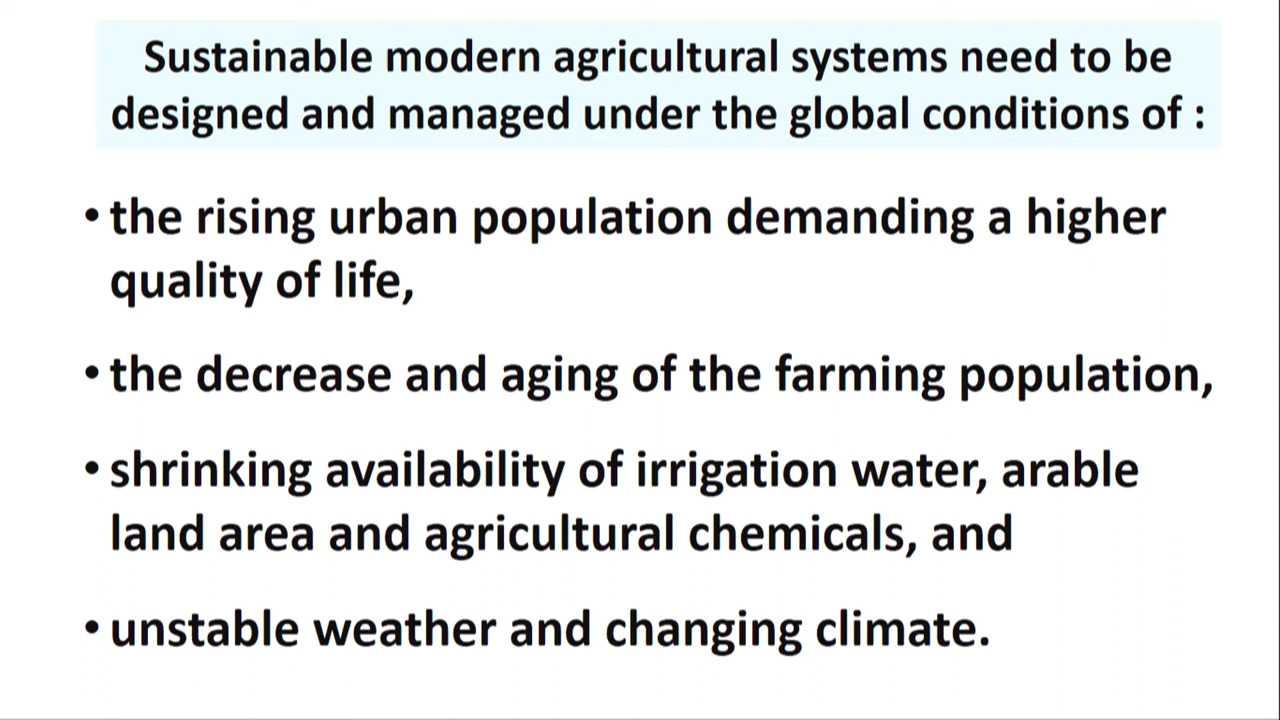 Sustainable modern agricultural systems need to be
designed and managed under the global conditions of :
• the rising urban population demanding a higher
quality of life,
• the decrease and aging of the farming population,
• shrinking availability of irrigation water, arable
land area and agricultural chemicals, and
• unstable weather and changing climate.